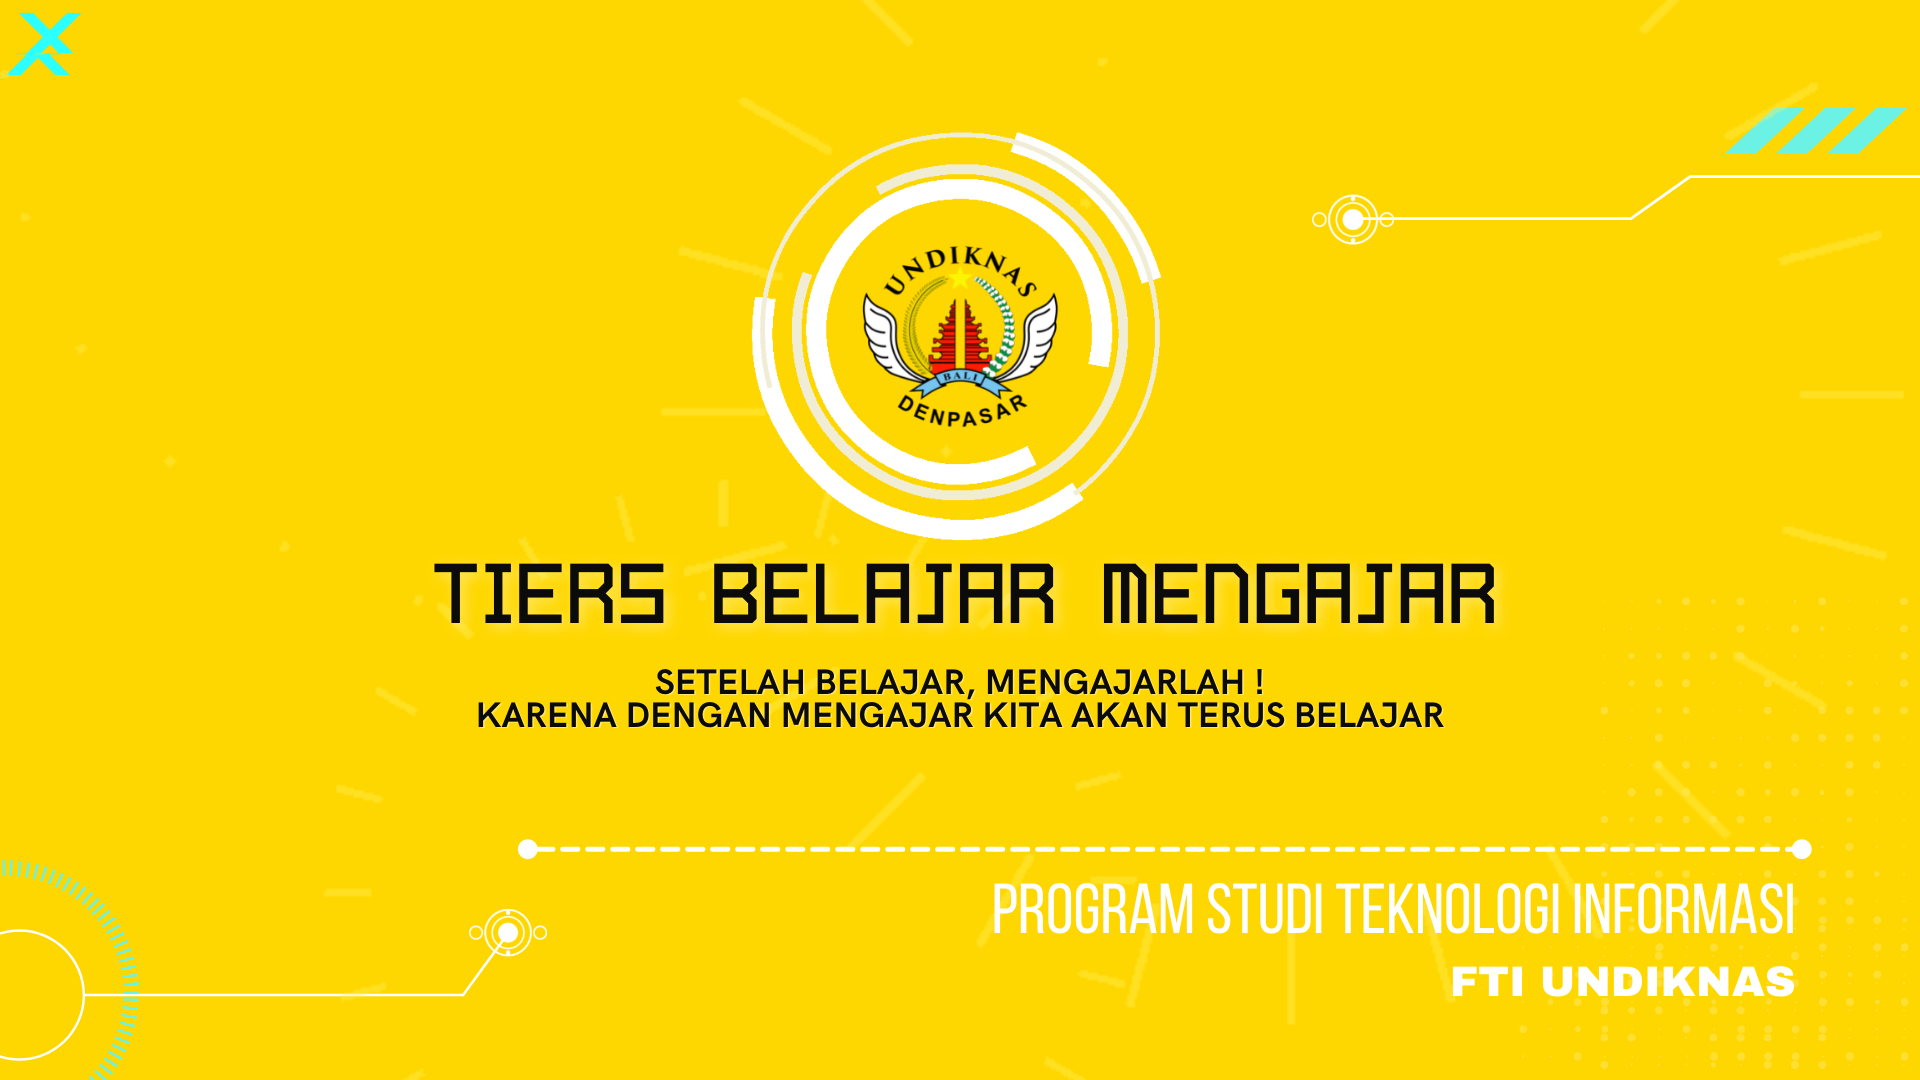 UNDIKNAS
BALI
DENPASAR
TIERS BELAJAR MENGAJAR
SETELAH BELAJAR, MENGAJARLAH !
KARENA DENGAN MENGAJAR KITA AKAN TERUS BELAJAR
PROGRAM STUDI TEKNOLOGI INFORMASI
FTI UNDIKNAS